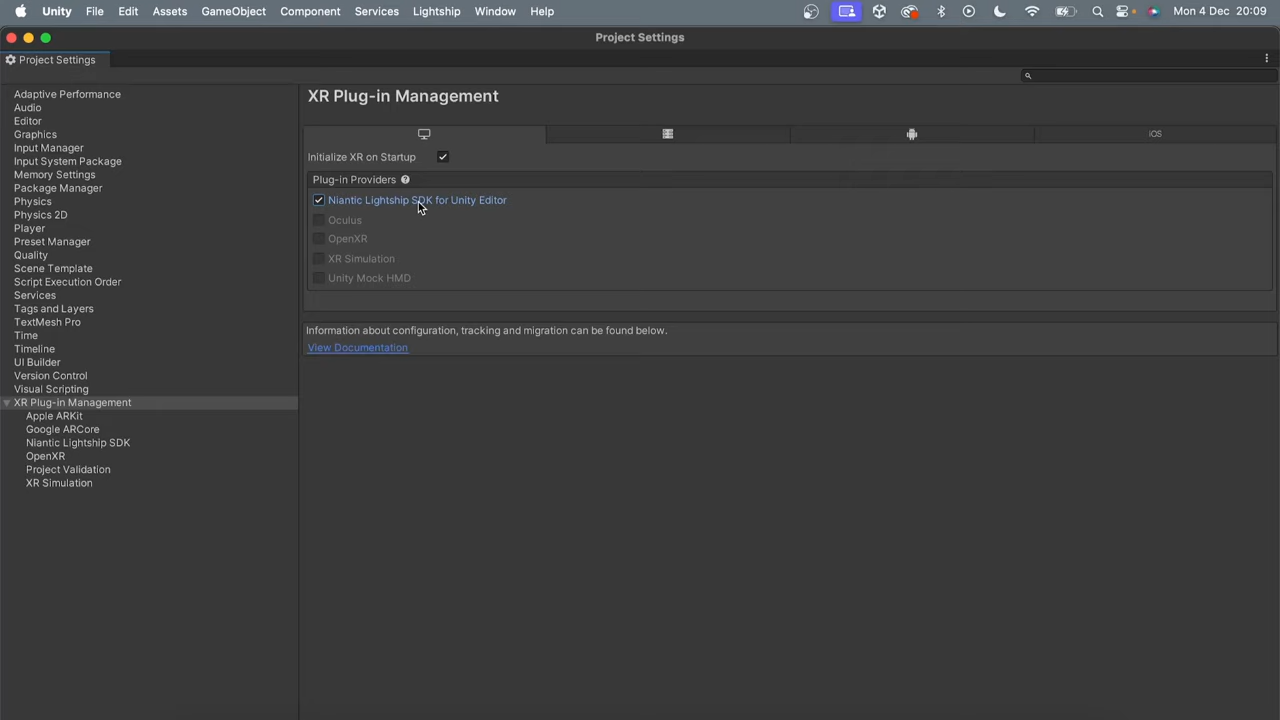 Unity File Edit Assets GameObject Component Services Lightship Window Help Mon 4 Dec 20:09
Project Settings
Project Settings
Adaptive Performance
Audio
Editor
Graphics
Input Manager
Input System Package
Memory Settings
Package Manager
Physics
Physics 2D
Player
Preset Manager
Quality
Scene Template
Script Execution Order
Services
Tags and Layers
TextMesh Pro
Time
Timeline
UI Builder
Version Control
Visual Scripting
XR Plug-in Management
Apple ARKit
Google ARCore
Niantic Lightship SDK
OpenXR
Project Validation
XR Simulation
XR Plug-in Management
iOS
Initialize XR on Startup
Plug-in Providers
Niantic Lightship SDK for Unity Editor
Oculus
OpenXR
XR Simulation
Unity Mock HMD
Information about configuration, tracking and migration can be found below.
View Documentation